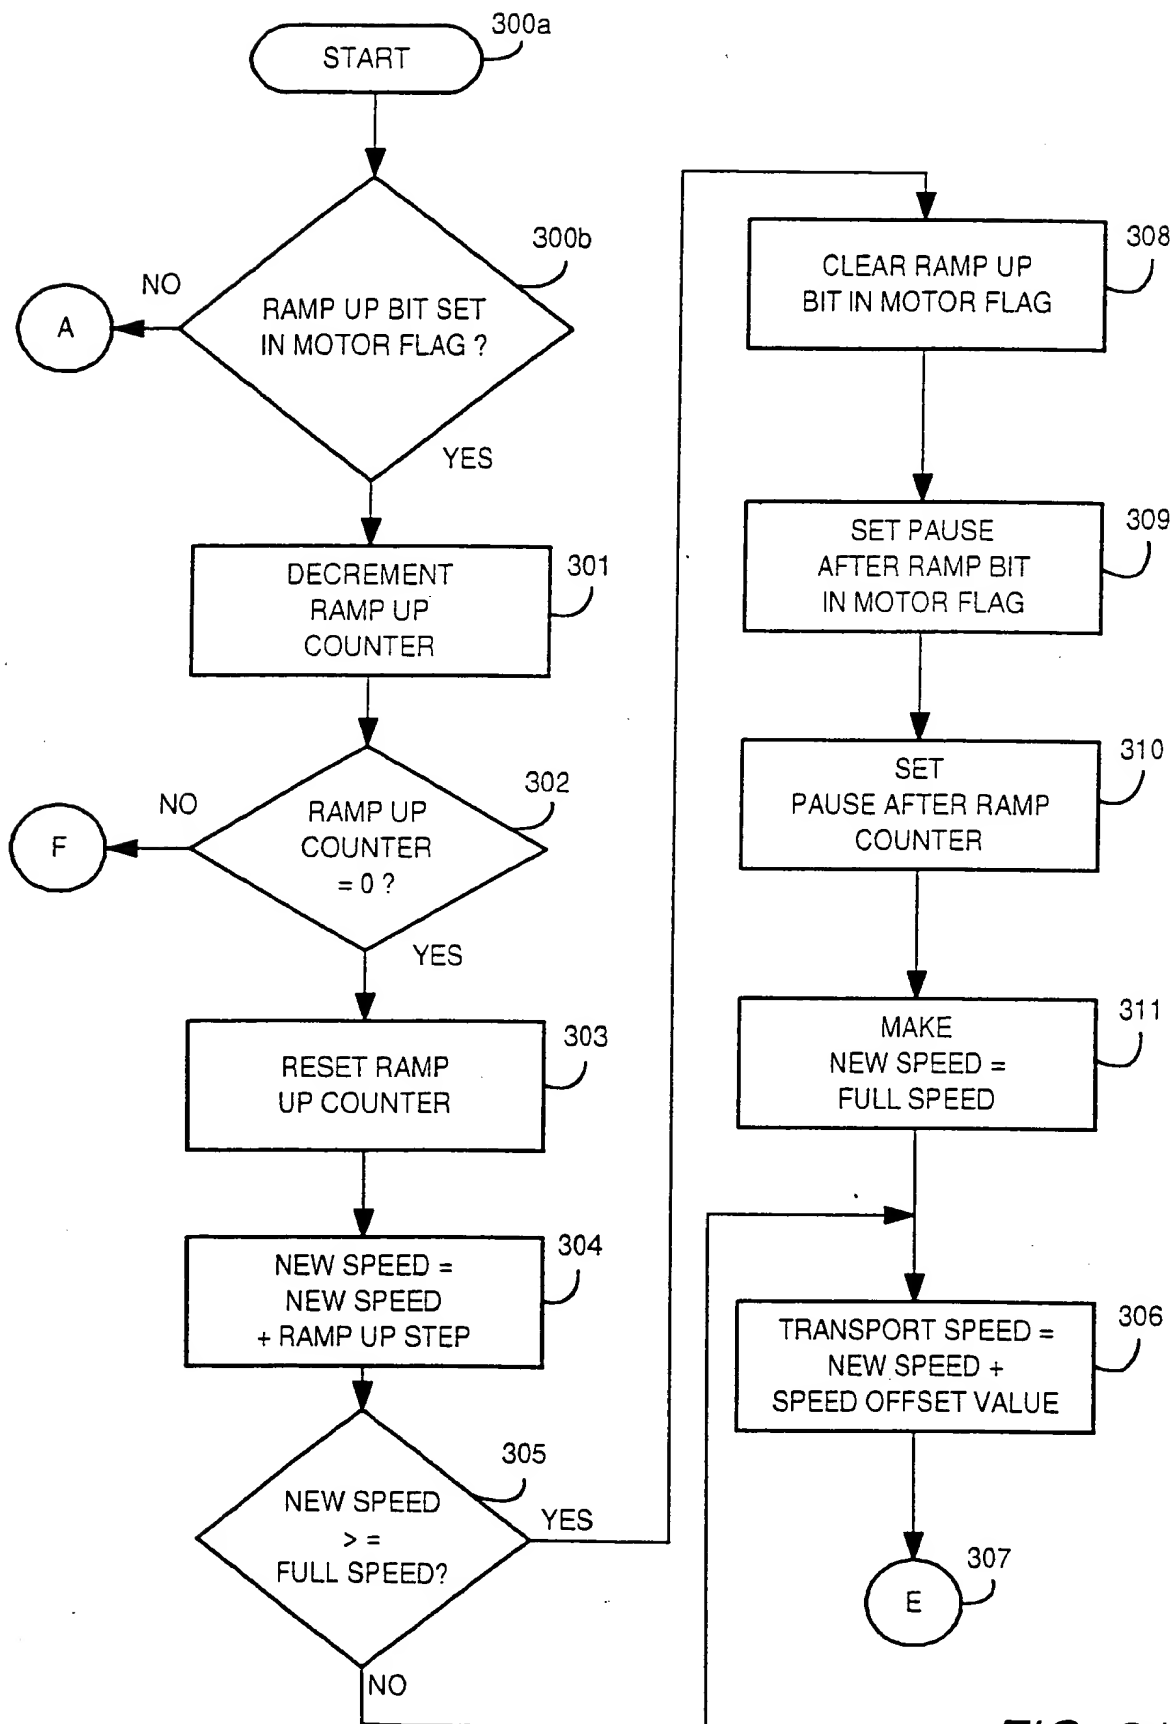 START
300a
RAMP UP BIT SET
IN MOTOR FLAG ?
300b
NO
A
YES
DECREMENT
RAMP UP
COUNTER
301
RAMP UP
COUNTER
= 0 ?
302
NO
F
YES
RESET RAMP
UP COUNTER
303
NEW SPEED =
NEW SPEED
+ RAMP UP STEP
304
NEW SPEED
> =
FULL SPEED?
305
YES
NO
CLEAR RAMP UP
BIT IN MOTOR FLAG
308
SET PAUSE
AFTER RAMP BIT
IN MOTOR FLAG
309
SET
PAUSE AFTER RAMP
COUNTER
310
MAKE
NEW SPEED =
FULL SPEED
311
TRANSPORT SPEED =
NEW SPEED +
SPEED OFFSET VALUE
306
E
307